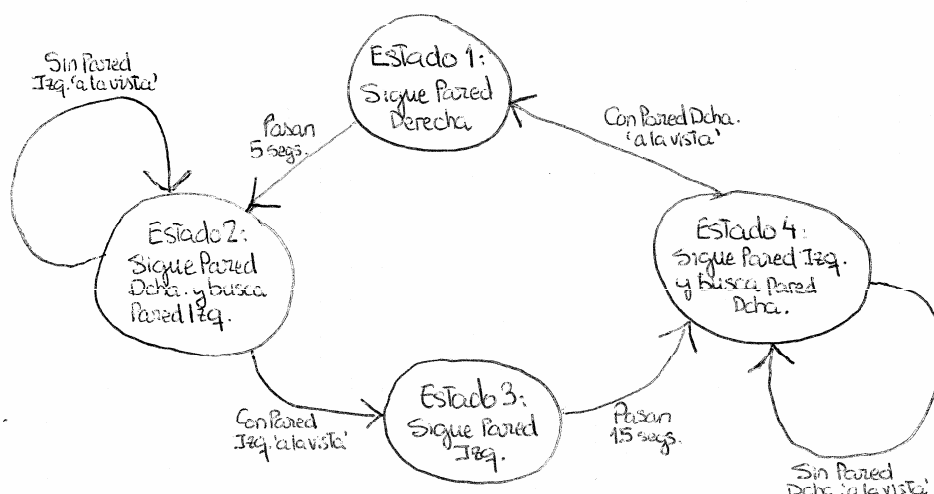 Estado 1:
Sigue Pared
Derecha
Sin Pared
Izq. 'a la vista'
Pasan
5 segs.
Con Pared Dcha.
'a la vista'
Estado 2:
Sigue Pared
Dcha. y busca
Pared Izq.
Estado 4:
Sigue Pared Izq.
y busca Pared
Dcha.
Con Pared
Izq. 'a la vista'
Estado 3:
Sigue Pared
Izq.
Pasan
15 segs.
Sin Pared
Dcha. 'a la vista'